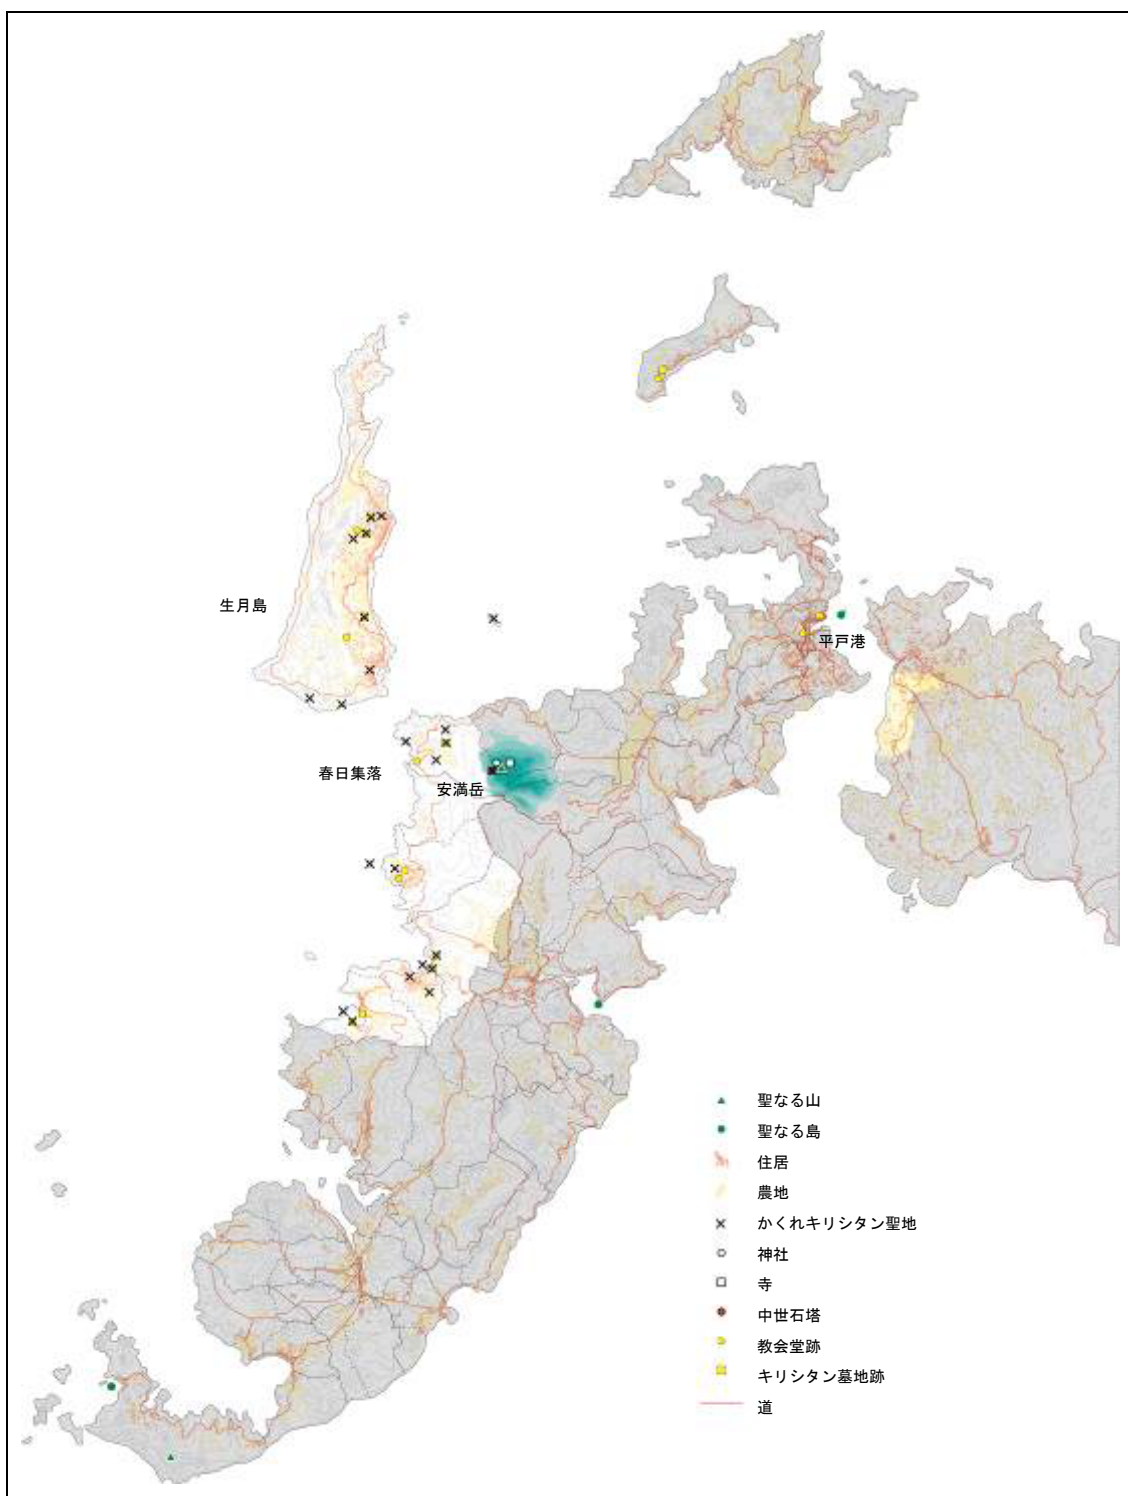 生月島
平戸港
春日集落
安満岳
聖なる山
聖なる島
住居
農地
かくれキリシタン聖地
神社
寺
中世石塔
教会堂跡
キリシタン墓地跡
道